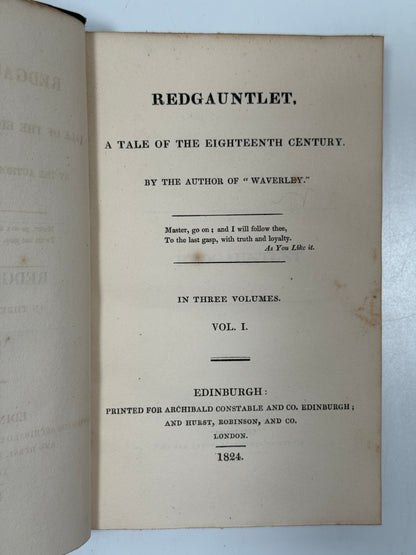 REDGAUNTLET,
A TALE OF THE EIGHTEENTH CENTURY.
BY THE AUTHOR OF “ WAVERLEY.”
Master, go on ; and I will follow thee,
To the last gasp, with truth and loyalty.
As You Like it.
IN THREE VOLUMES.
VOL. I.
EDINBURGH :
PRINTED FOR ARCHIBALD CONSTABLE AND CO. EDINBURGH ;
AND HURST, ROBINSON, AND CO.
LONDON.
1824.